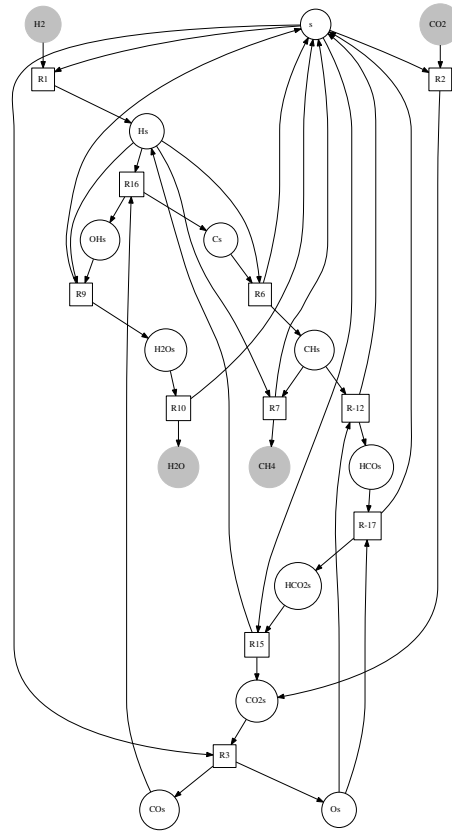 H2
s
CO2
R1
R2
Hs
R16
OHs
Cs
R9
R6
H2Os
CHs
R10
R7
R-12
H2O
CH4
HCOs
R-17
HCO2s
R15
CO2s
R3
COs
Os